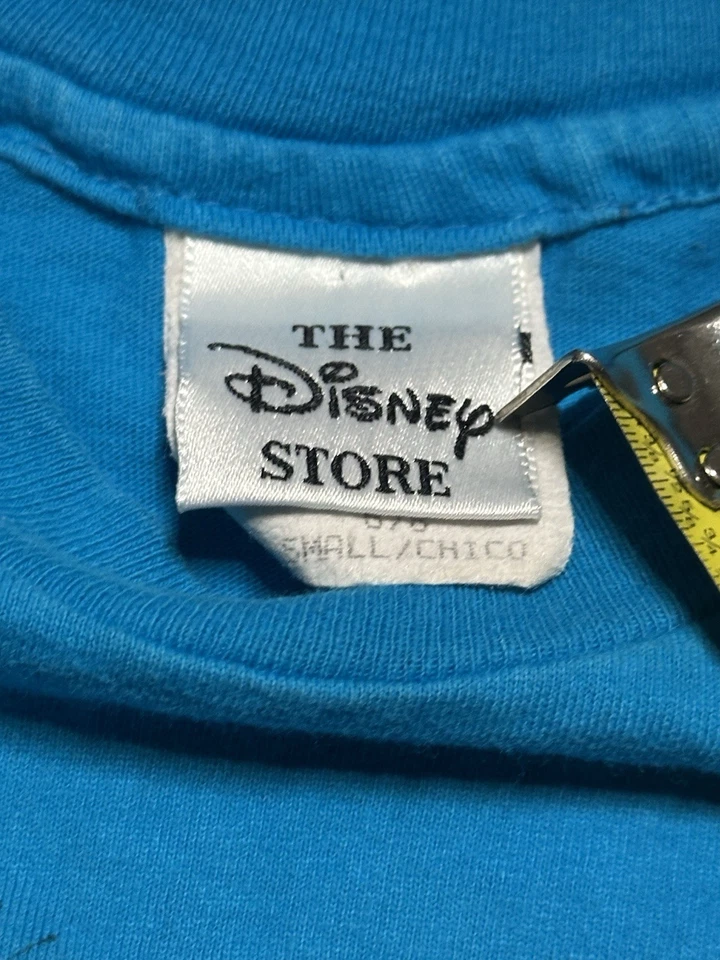 THE
Disney
STORE
SMALL/CHICO